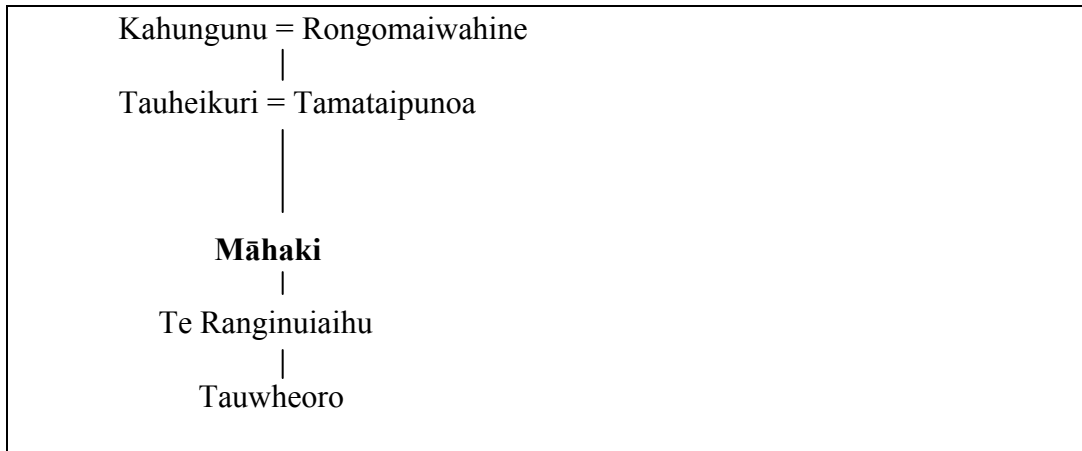 Kahungunu = Rongomaiwahine
Tauheikuri = Tamataipunoa
Māhaki
Te Ranginuiaihu
Tauwheoro